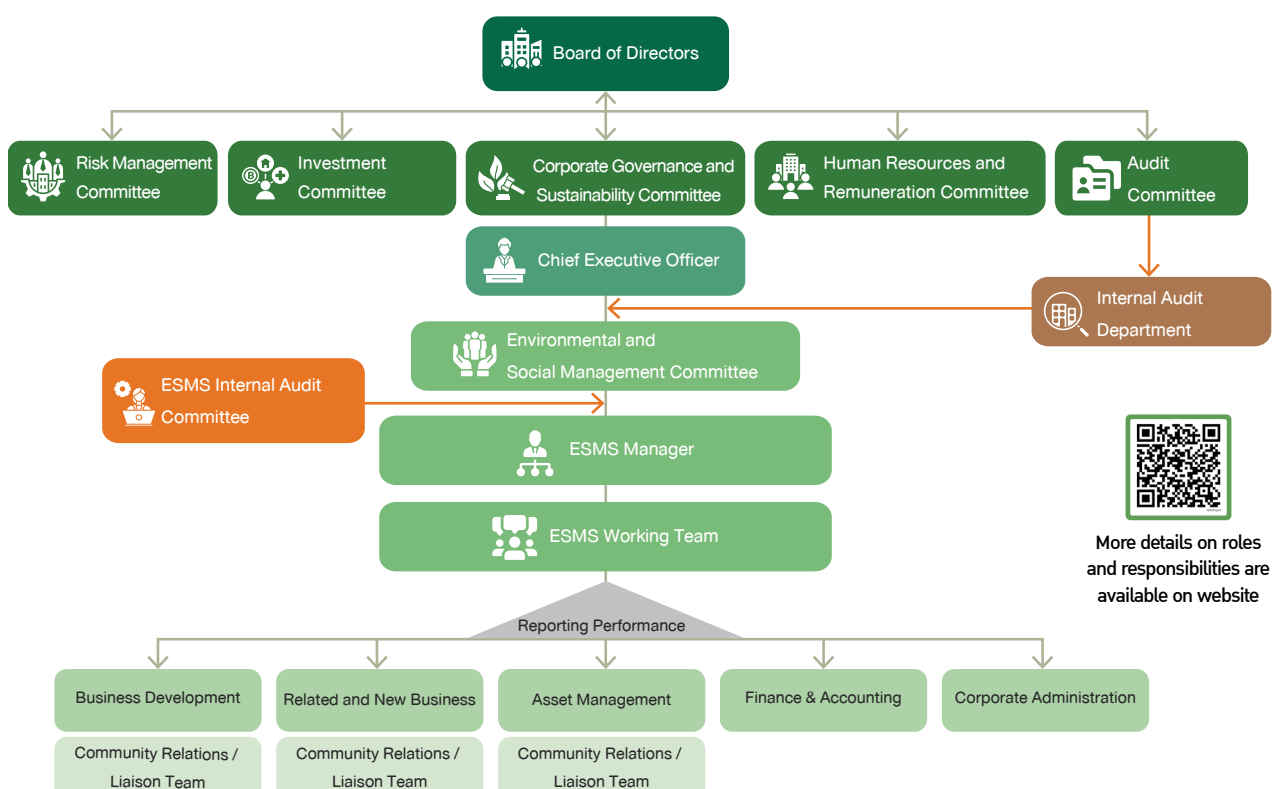 Board of Directors
Risk Management
Committee
Investment
Committee
Corporate Governance and
Sustainability Committee
Human Resources and
Remuneration Committee
Audit
Committee
Chief Executive Officer
Internal Audit
Department
Environmental and
Social Management Committee
ESMS Internal Audit
Committee
ESMS Manager
ESMS Working Team
More details on roles
and responsibilities are
available on website
Reporting Performance
Business Development
Related and New Business
Asset Management
Finance & Accounting
Corporate Administration
Community Relations /
Liaison Team
Community Relations /
Liaison Team
Community Relations /
Liaison Team